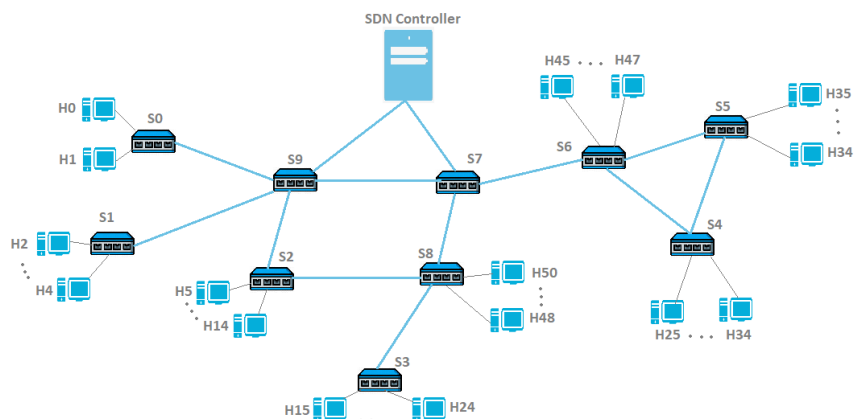 SDN Controller
H45 . . . H47
H0
S0
H35
S5
H1
S6
H34
S9
S7
S1
H2
S4
H4
S2
S8
H50
H5
H14
H48
H25 . . . H34
S3
H15
H24